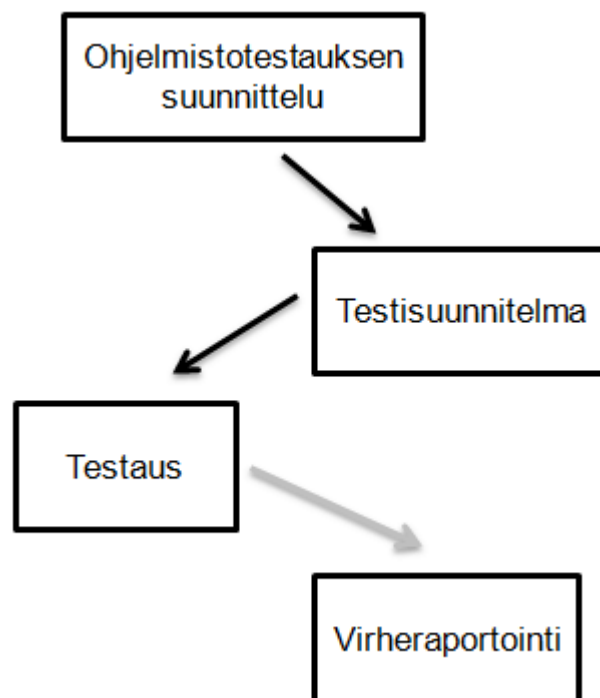 Ohjelmistotestauksen
suunnittelu
Testisuunnitelma
Testaus
Virheraportointi